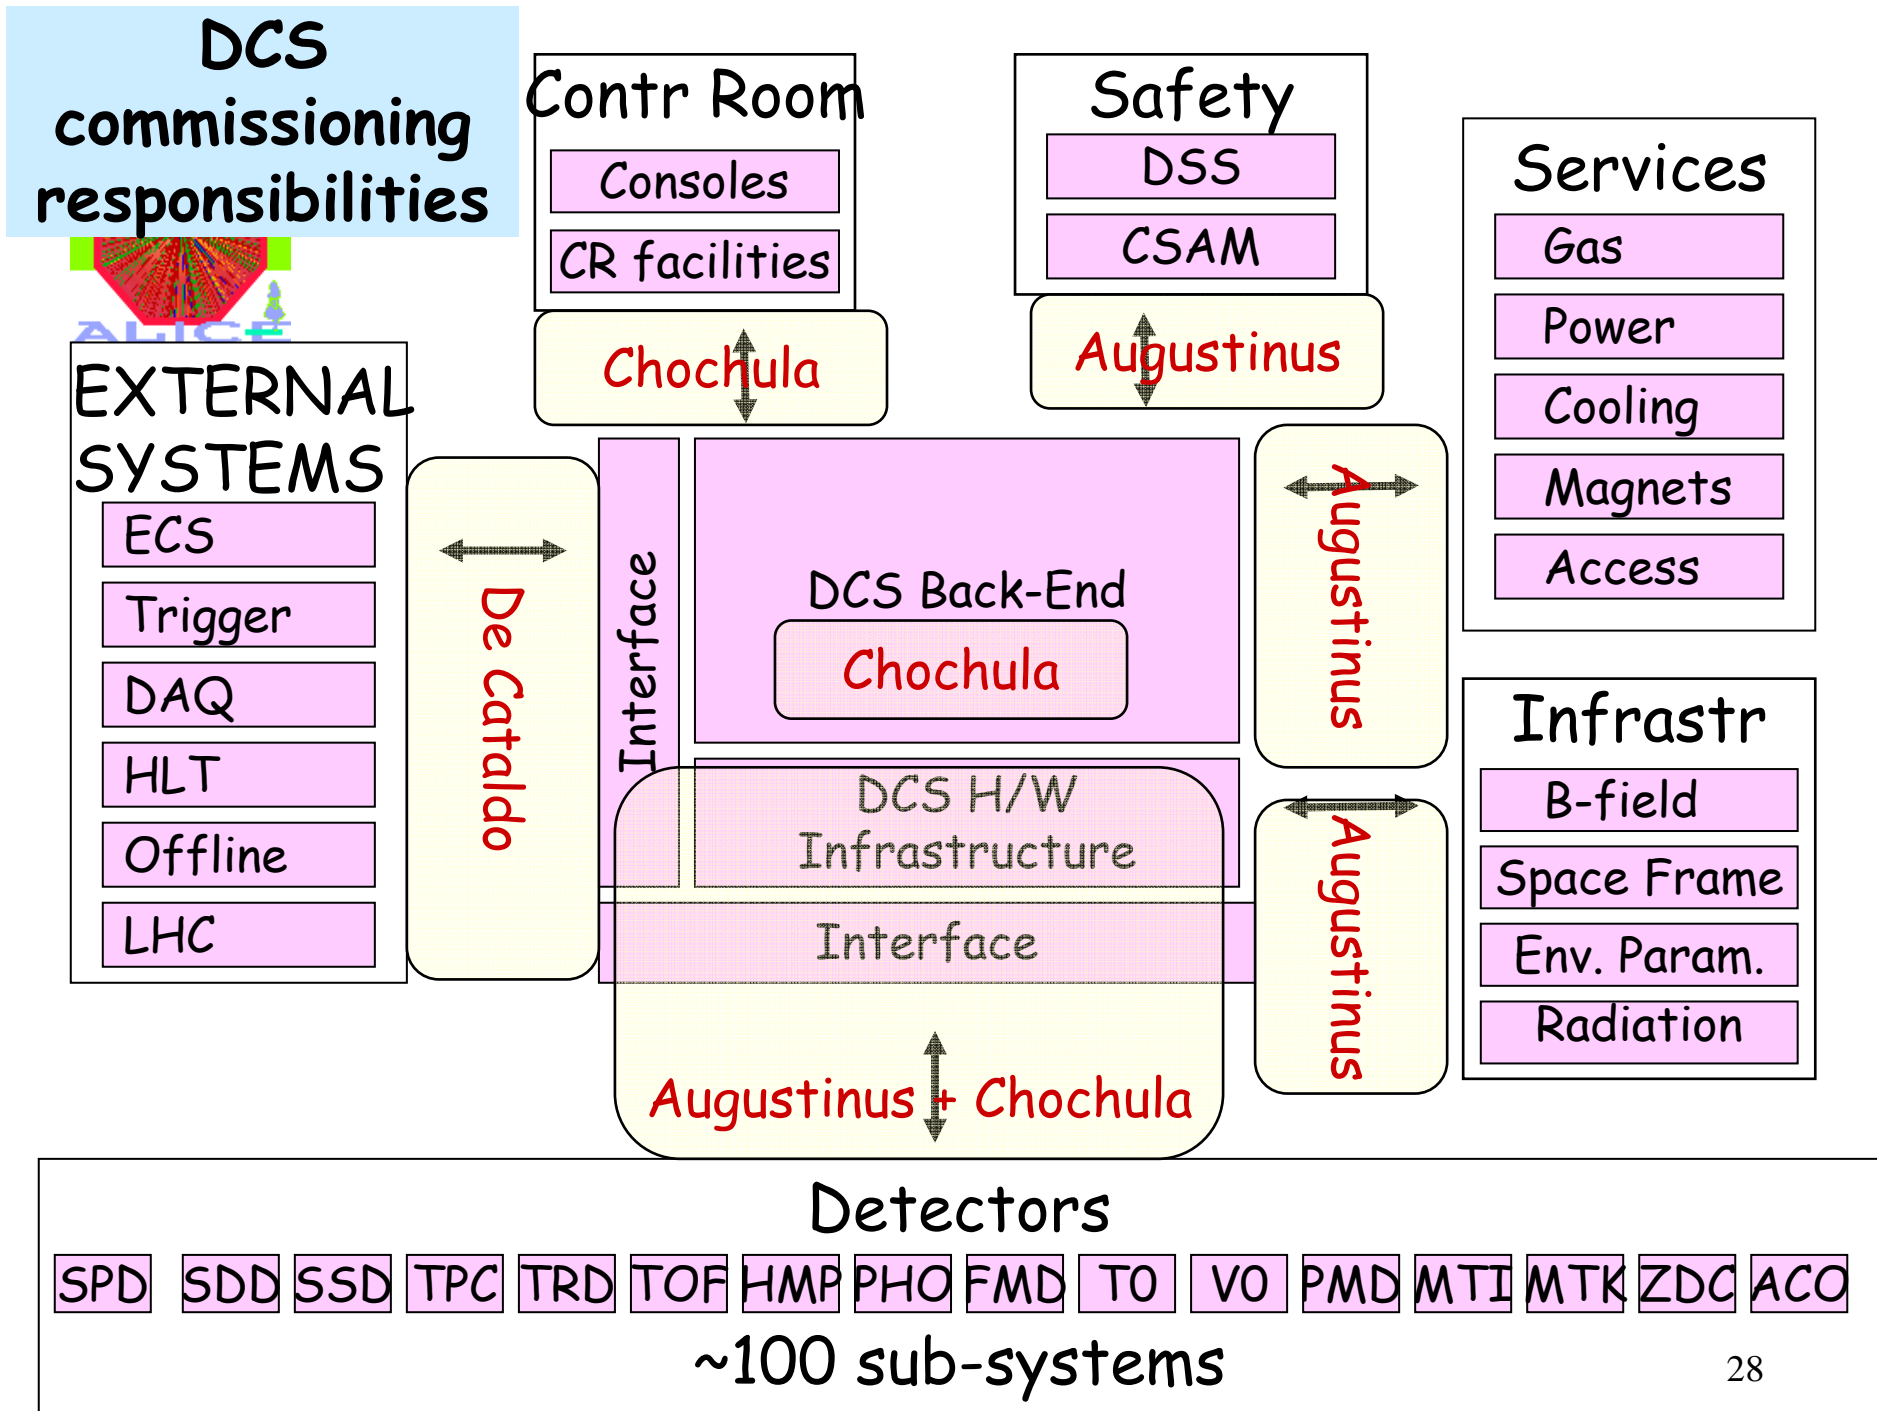 DCS
commissioning
responsibilities
ALICE
Contr Room
Consoles
CR facilities
Chochula
Safety
DSS
CSAM
Augustinus
Services
Gas
Power
Cooling
Magnets
Access
EXTERNAL
SYSTEMS
ECS
Trigger
DAQ
HLT
Offline
LHC
De Cataldo
Interface
DCS Back-End
Chochula
Augustinus
DCS H/W
Infrastructure
Interface
Augustinus + Chochula
Augustinus
Infrastr
B-field
Space Frame
Env. Param.
Radiation
Detectors
SPD SDD SSD TPC TRD TOF HMP PHO FMD T0 V0 PMD MTI MTK ZDC ACO
~100 sub-systems
28